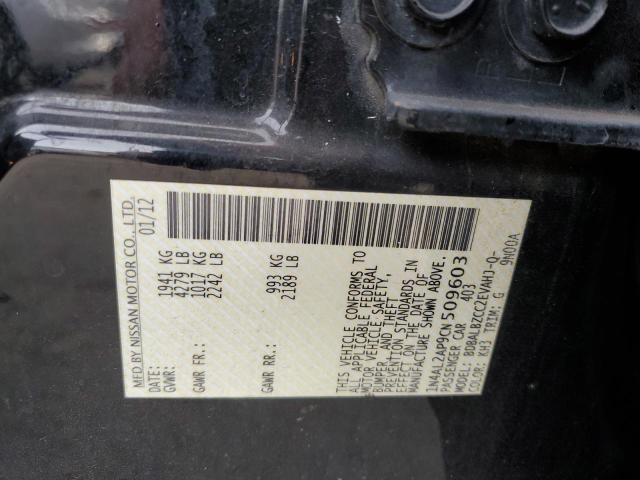 MFD BY NISSAN MOTOR CO., LTD.
DATE: 01/12
GVWR: 1941 KG
4279 LB
GAWR FR.: 1017 KG
2242 LB
GAWR RR.: 993 KG
2189 LB
THIS VEHICLE CONFORMS TO
ALL APPLICABLE FEDERAL
MOTOR VEHICLE SAFETY,
BUMPER, AND THEFT
PREVENTION STANDARDS IN
EFFECT ON THE DATE OF
MANUFACTURE SHOWN ABOVE.
1N4AL2AP9CN509603
PASSENGER CAR 4D3
MODEL: BDBALBZCC2EVAHJ-Q-
COLOR: KH3 TRIM: G 9N00A